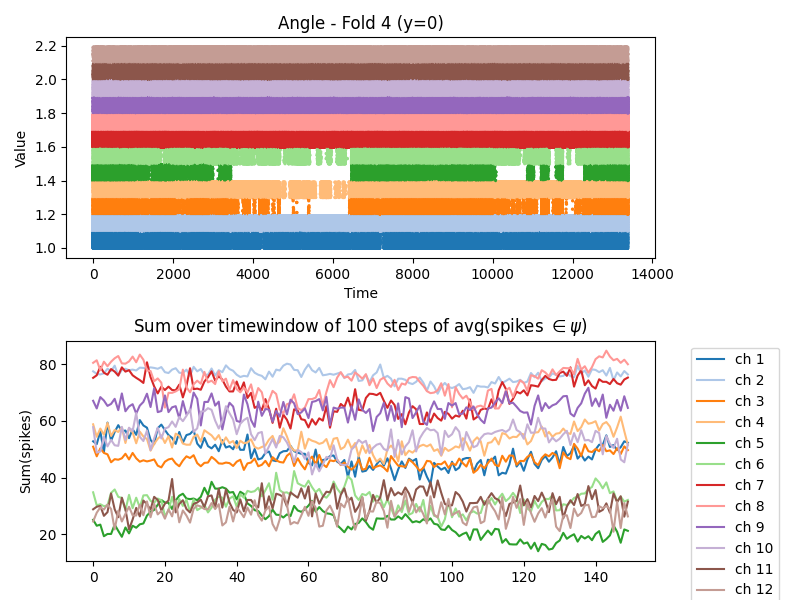 Angle - Fold 4 (y=0)
2.2
2.0
1.8
1.6
1.4
1.2
1.0
Value
0 2000 4000 6000 8000 10000 12000 14000
Time
Sum over timewindow of 100 steps of avg(spikes ∈ ψ)
80
60
40
20
Sum(spikes)
0 20 40 60 80 100 120 140
ch 1
ch 2
ch 3
ch 4
ch 5
ch 6
ch 7
ch 8
ch 9
ch 10
ch 11
ch 12